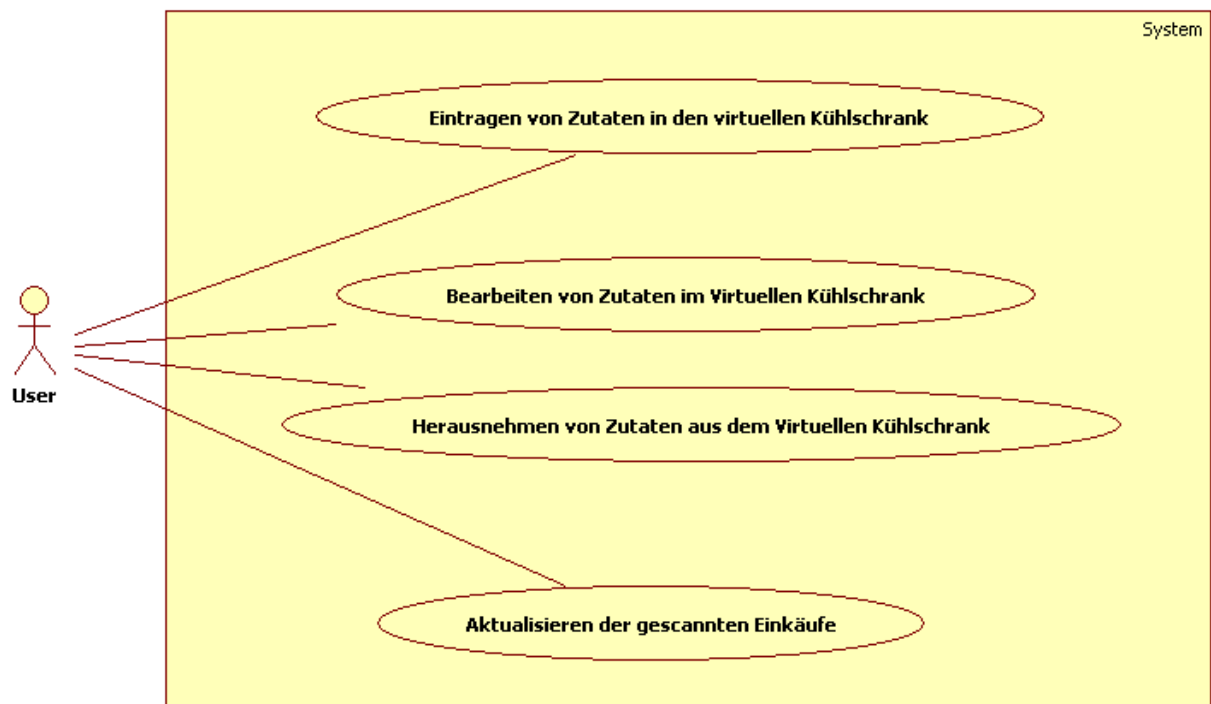 System
Eintragen von Zutaten in den virtuellen Kühlschrank
Bearbeiten von Zutaten im Virtuellen Kühlschrank
User
Herausnehmen von Zutaten aus dem Virtuellen Kühlschrank
Aktualisieren der gescannten Einkäufe